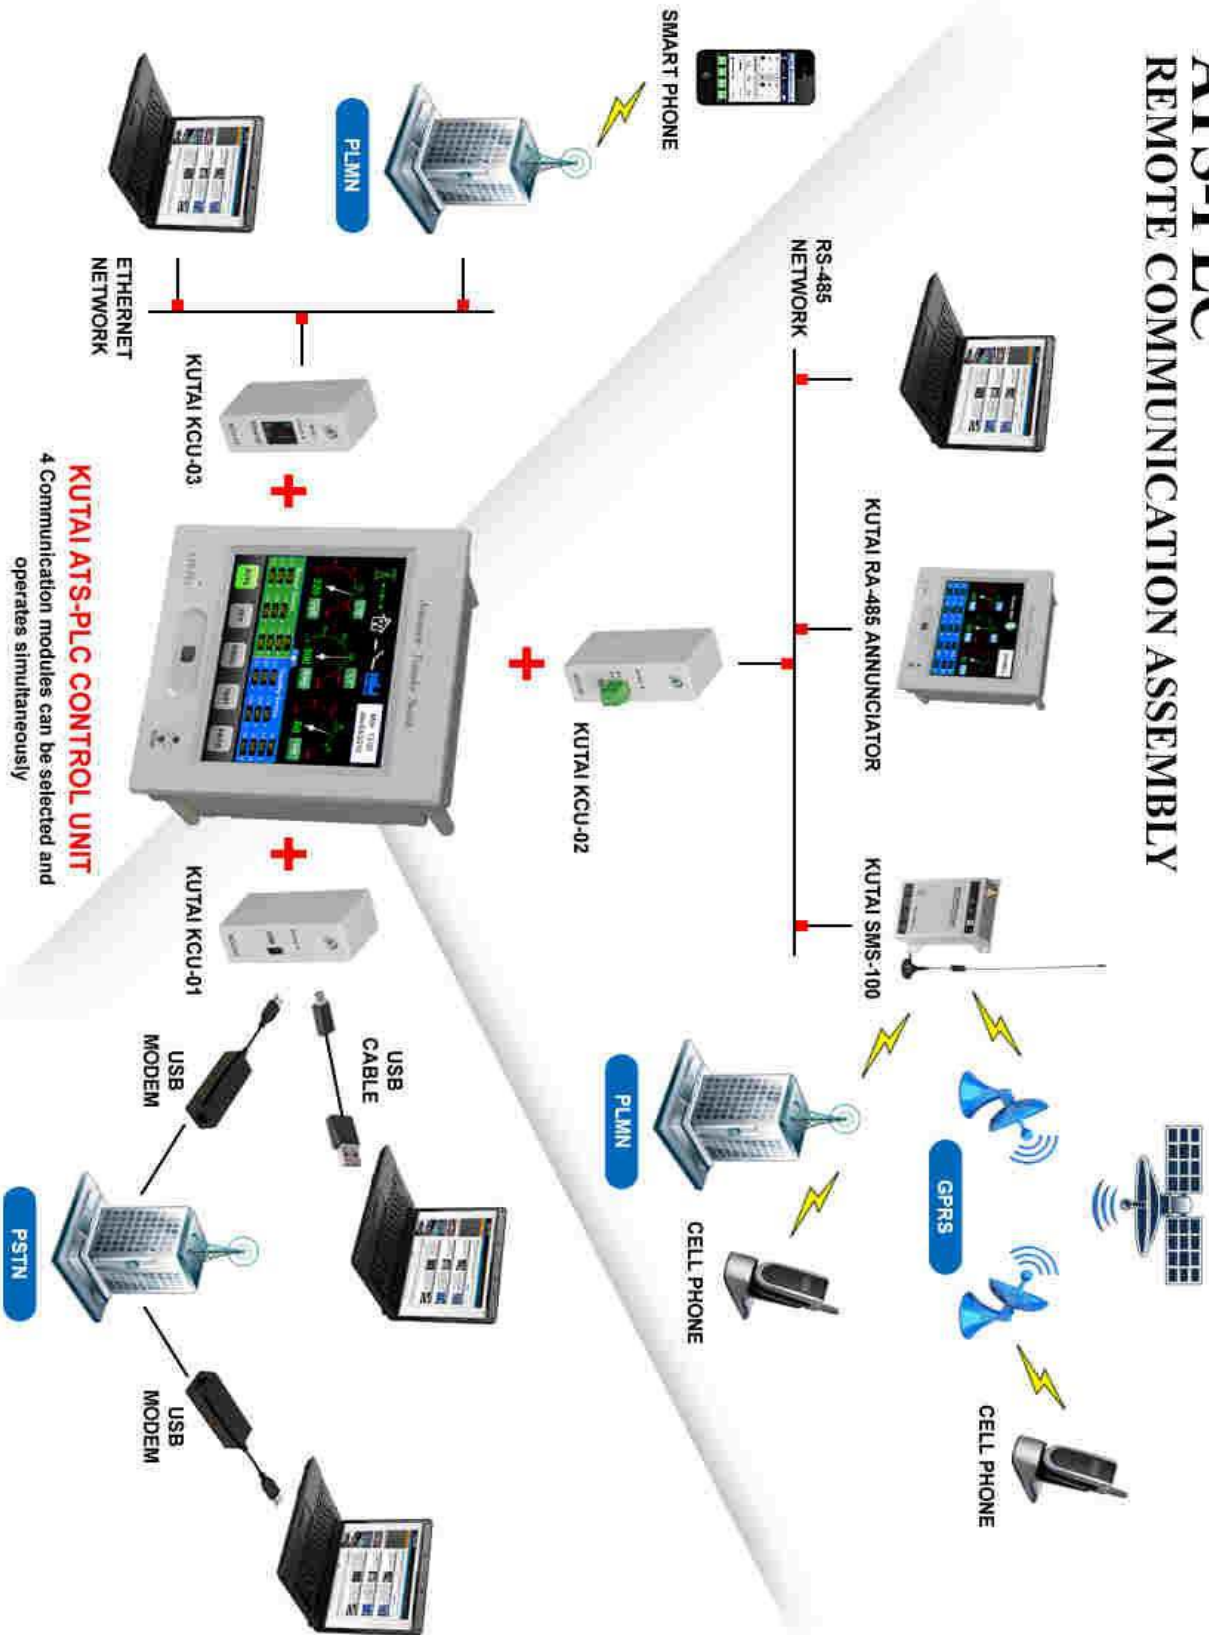 ATS-PLC
REMOTE COMMUNICATION ASSEMBLY
SMART PHONE
PLMN
ETHERNET
NETWORK
KUTAI KCU-03
RS-485
NETWORK
KUTAI RA-485 ANNUNCIATOR
KUTAI SMS-100
KUTAI KCU-02
GPRS
PLMN
CELL PHONE
CELL PHONE
KUTAI ATS-PLC CONTROL UNIT
4 Communication modules can be selected and
operates simultaneously
KUTAI KCU-01
USB
CABLE
USB
MODEM
PSTN
USB
MODEM